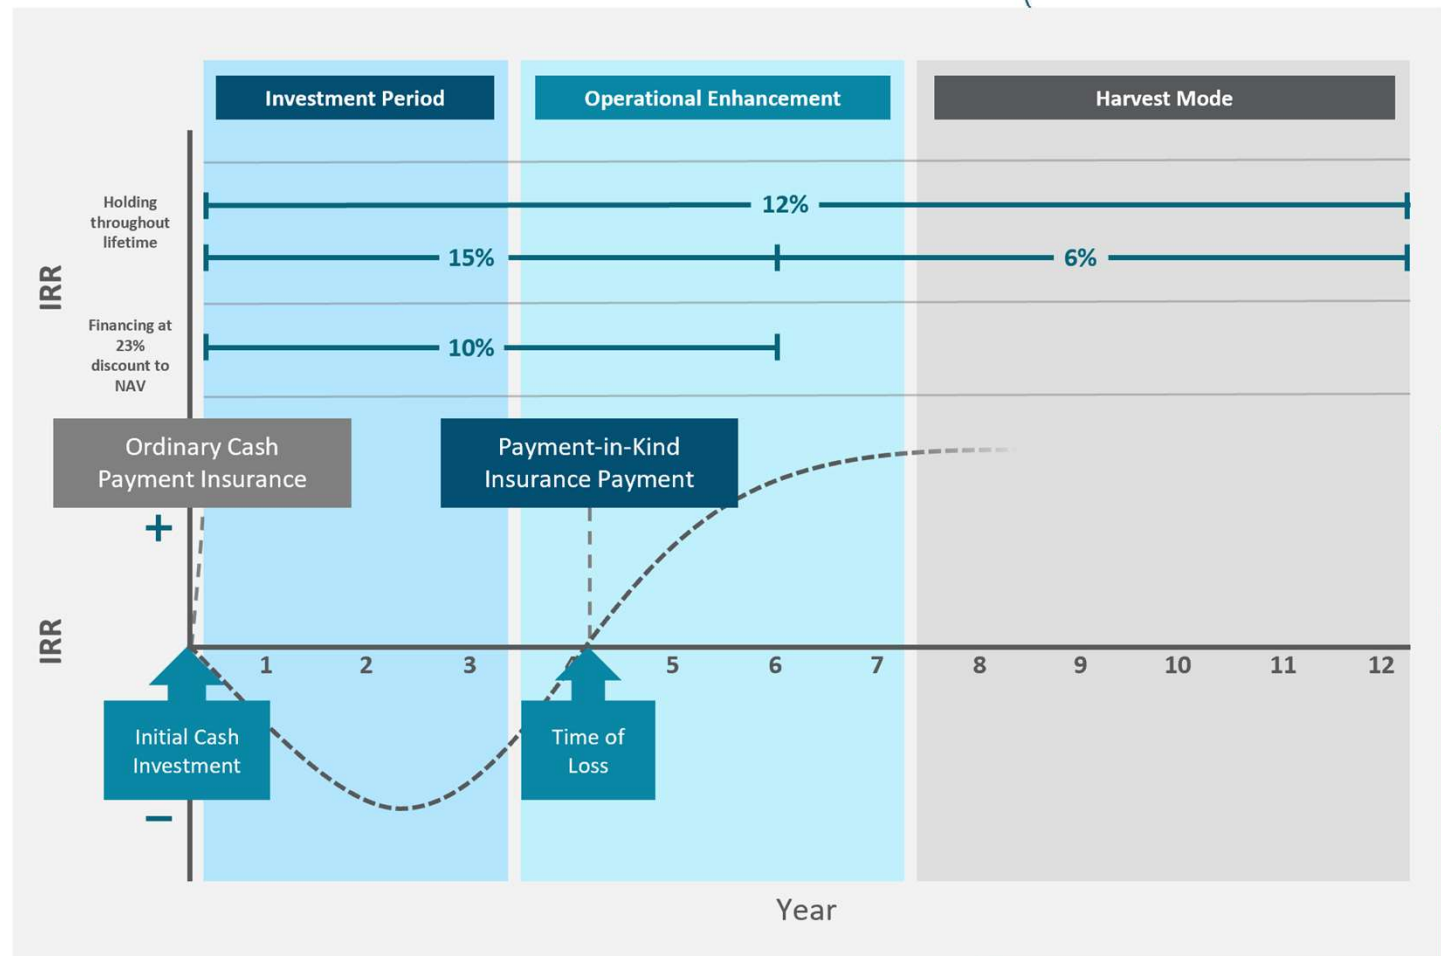 Investment Period
Operational Enhancement
Harvest Mode
Holding
throughout
lifetime
12%
15%
6%
IRR
Financing at
23%
discount to
NAV
10%
Ordinary Cash
Payment Insurance
Payment-in-Kind
Insurance Payment
+
IRR
1
2
3
5
6
7
8
9
10
11
12
Initial Cash
Investment
Time of
Loss
−
Year